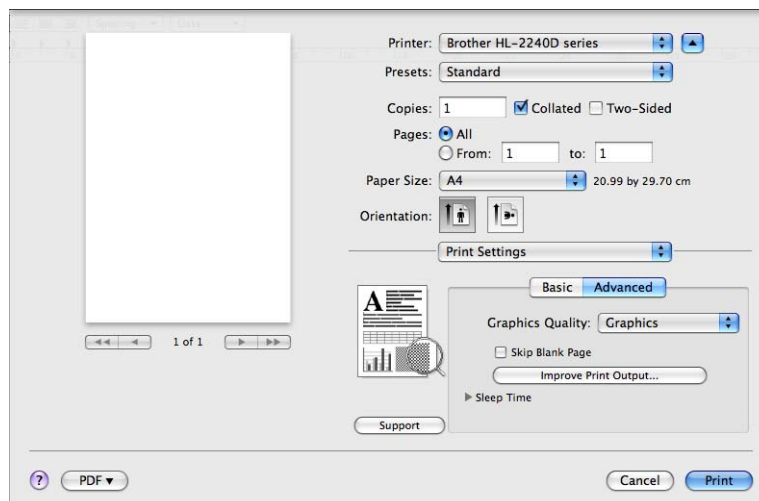 Spacing Lists
Printer: Brother HL-2240D series
Presets: Standard
Copies: 1 Collated Two-Sided
Pages: All
From: 1 to: 1
Paper Size: A4 20.99 by 29.70 cm
Orientation:
Print Settings
Basic Advanced
A
Graphics Quality: Graphics
1 of 1
Skip Blank Page
Improve Print Output...
Sleep Time
Support
? PDF Cancel Print